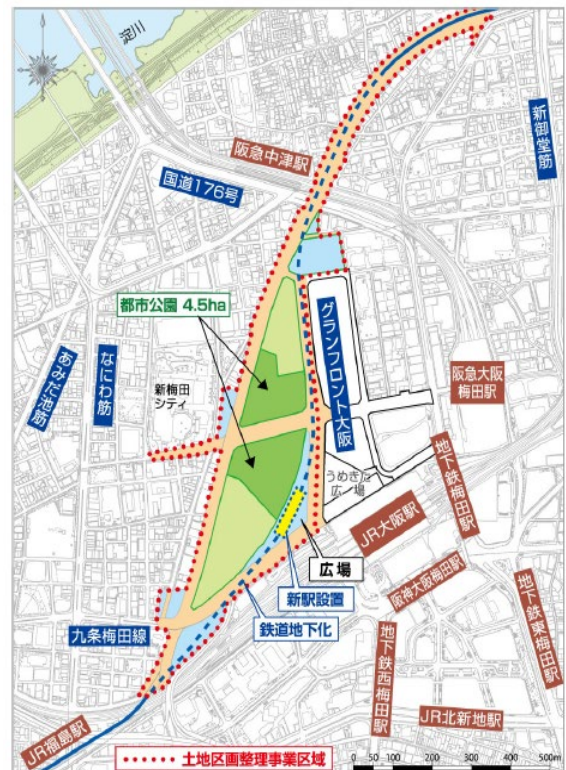 淀川
新御堂筋
阪急中津駅
国道176号
都市公園 4.5ha
グランフロント大阪
あみだ池筋
なにわ筋
新梅田
シティ
阪急大阪
梅田駅
うめきた
広場
地下鉄梅田駅
JR大阪駅
広場
阪神大阪梅田駅
新駅設置
地下鉄東梅田駅
鉄道地下化
九条梅田線
地下鉄西梅田駅
JR北新地駅
JR福島駅
土地区画整理事業区域
0 50 100 200 300 400 500m